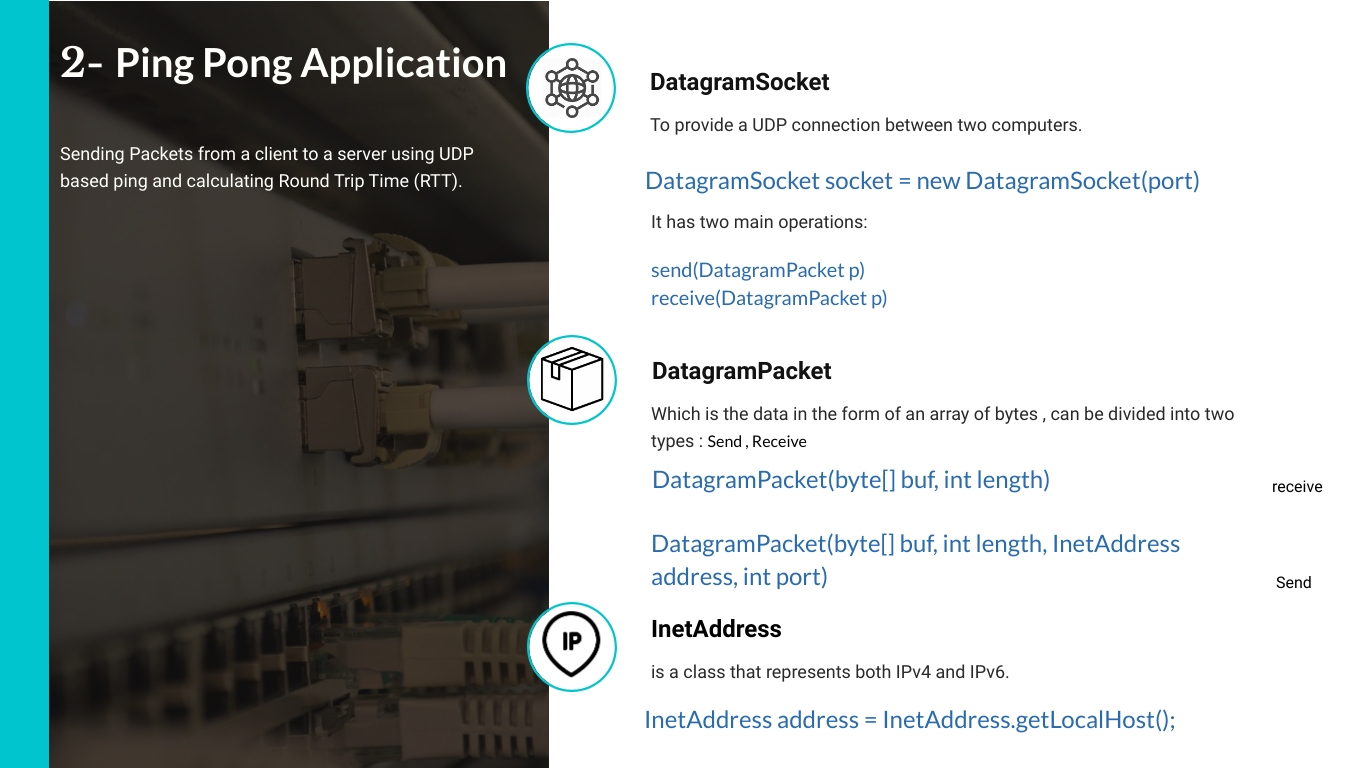 2- Ping Pong Application
Sending Packets from a client to a server using UDP
based ping and calculating Round Trip Time (RTT).
DatagramSocket
To provide a UDP connection between two computers.
DatagramSocket socket = new DatagramSocket(port)
It has two main operations:
send(DatagramPacket p)
receive(DatagramPacket p)
DatagramPacket
Which is the data in the form of an array of bytes , can be divided into two
types : Send , Receive
DatagramPacket(byte[] buf, int length)
receive
DatagramPacket(byte[] buf, int length, InetAddress
address, int port)
Send
IP
InetAddress
is a class that represents both IPv4 and IPv6.
InetAddress address = InetAddress.getLocalHost();